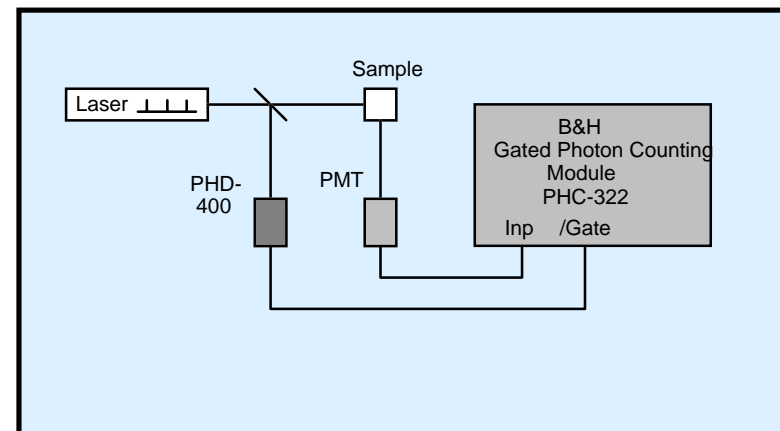 Sample
Laser
B&H
Gated Photon Counting
Module
PHC-322
PHD-
400
PMT
Inp /Gate